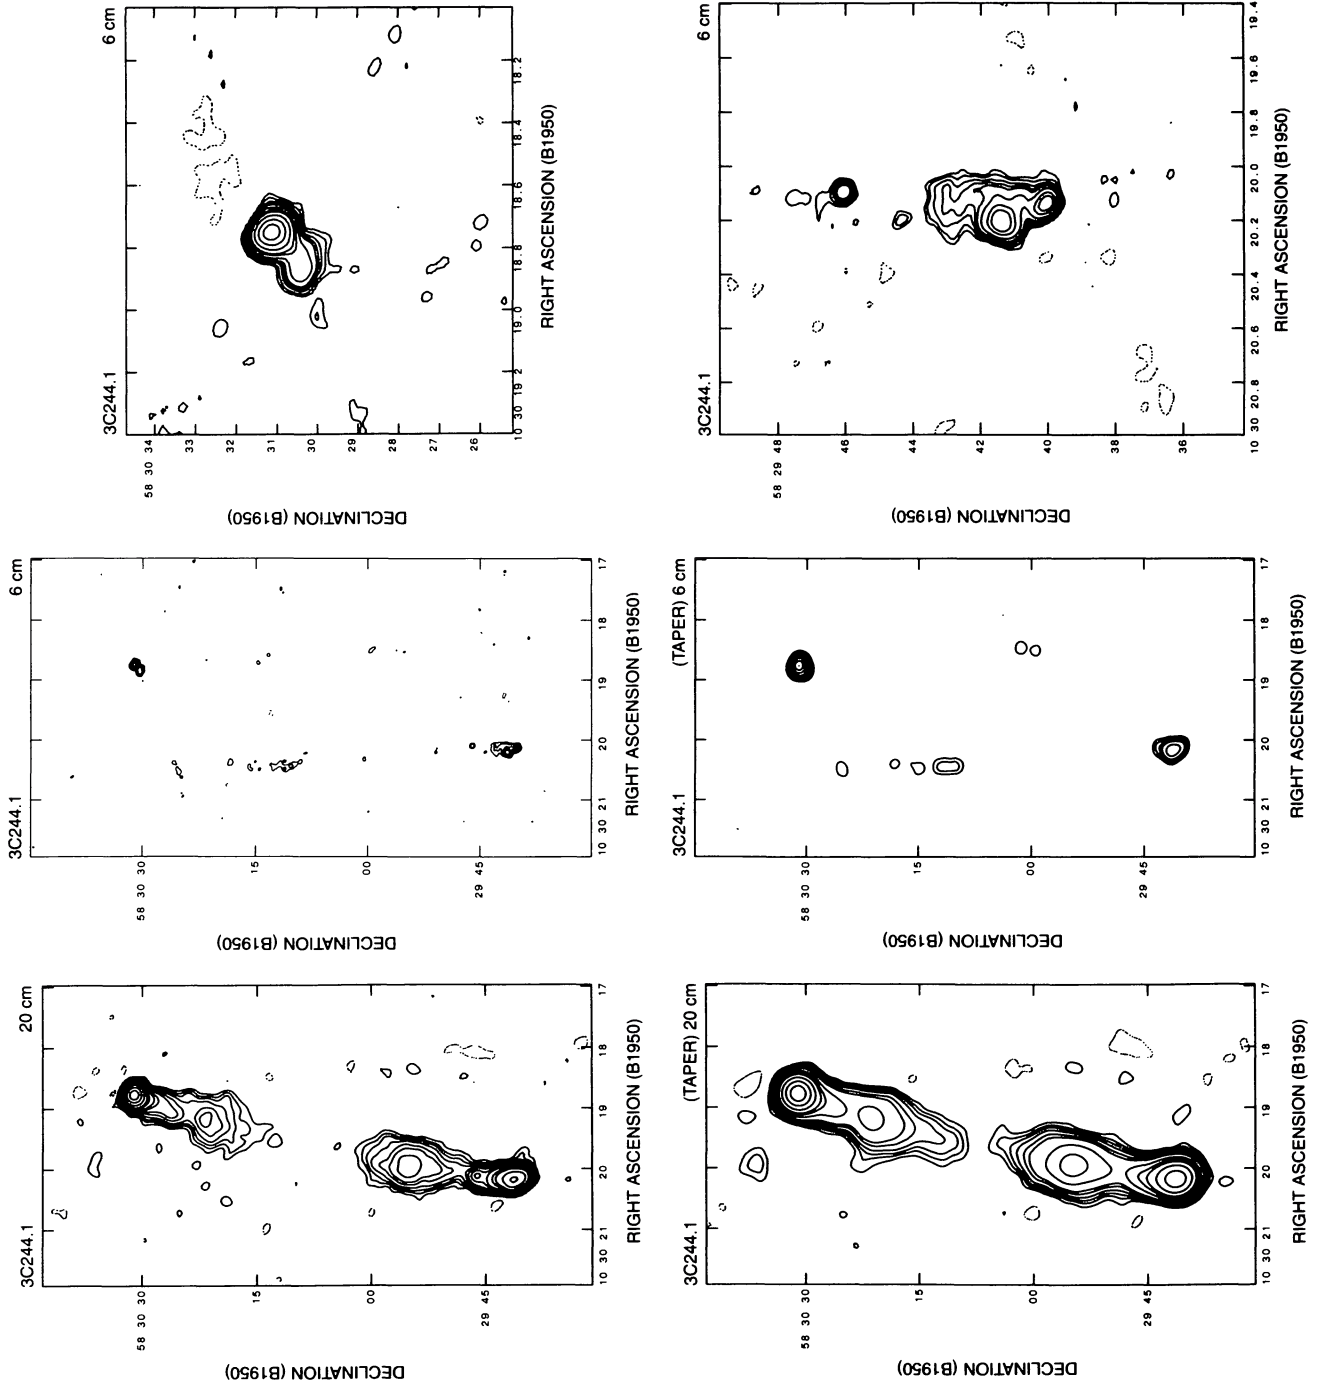 3C244.1
6 cm
18.2
18.4
18.6
18.8
19.0
19.2
10 30
RIGHT ASCENSION (B1950)
58 30 34
33
32
31
30
29
28
27
26
DECLINATION (B1950)
3C244.1
6 cm
19.4
19.6
19.8
20.0
20.2
20.4
20.6
20.8
10 30
RIGHT ASCENSION (B1950)
58 29 48
46
44
42
40
38
36
DECLINATION (B1950)
3C244.1
6 cm
17
18
19
20
21
10 30
RIGHT ASCENSION (B1950)
58 30 30
15
00
29 45
DECLINATION (B1950)
3C244.1
(TAPER) 6 cm
17
18
19
20
21
10 30
RIGHT ASCENSION (B1950)
58 30 30
15
00
29 45
DECLINATION (B1950)
3C244.1
20 cm
17
18
19
20
21
10 30
RIGHT ASCENSION (B1950)
58 30 30
15
00
29 45
DECLINATION (B1950)
3C244.1
(TAPER) 20 cm
17
18
19
20
21
10 30
RIGHT ASCENSION (B1950)
58 30 30
15
00
29 45
DECLINATION (B1950)